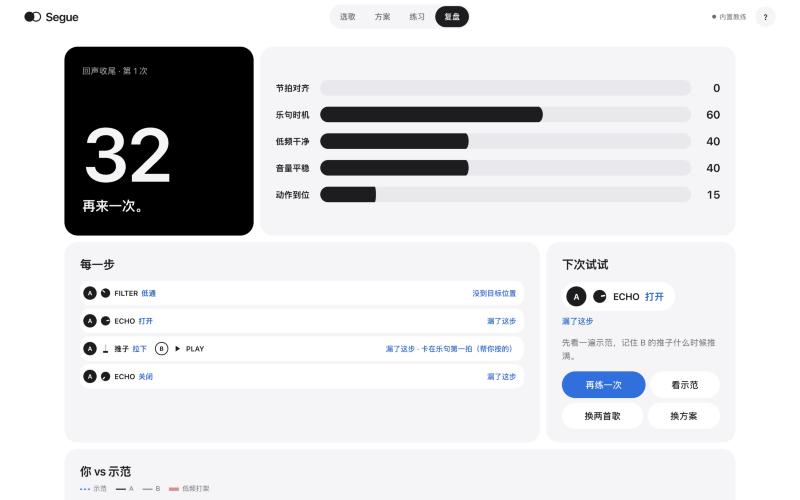 Segue
选歌 方案 练习 复盘
内置教练 ?
回声收尾 · 第 1 次
32
再来一次。
节拍对齐 0
乐句时机 60
低频干净 40
音量平稳 40
动作到位 15
每一步
A FILTER 低通 没到目标位置
A ECHO 打开 漏了这步
A 推子 拉下 B PLAY 漏了这步 · 卡在乐句第一拍（帮你按的）
A ECHO 关闭 漏了这步
下次试试
A ECHO 打开
漏了这步
先看一遍示范，记住 B 的推子什么时候推
满。
再练一次 看示范
换两首歌 换方案
你 vs 示范
示范 A B 低频打架